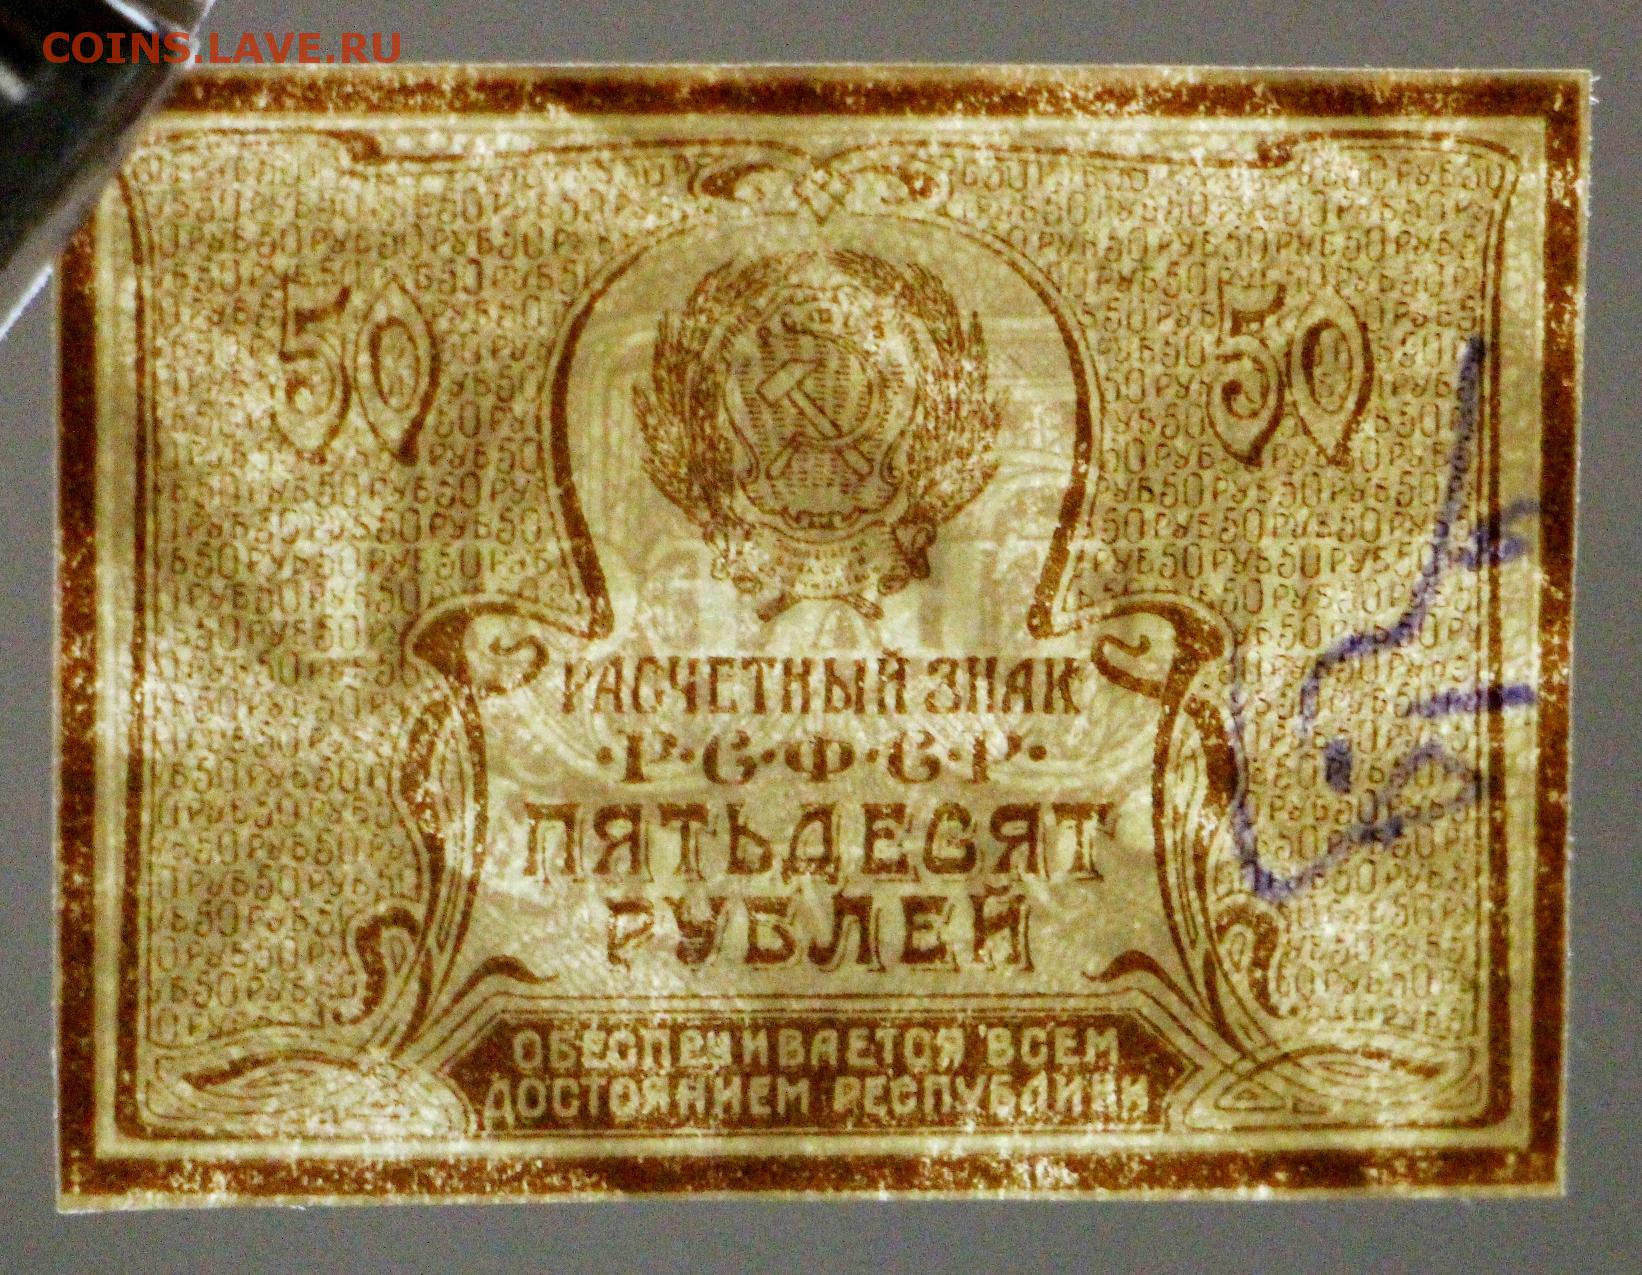 COINS.LAVE.RU
50 50
РАСЧЕТНЫЙ ЗНАК
·Р·С·Ф·С·Р·
ПЯТЬДЕСЯТ
РУБЛЕЙ
ОБЕСПЕЧИВАЕТСЯ ВСЕМ
ДОСТОЯНИЕМ РЕСПУБЛИКИ